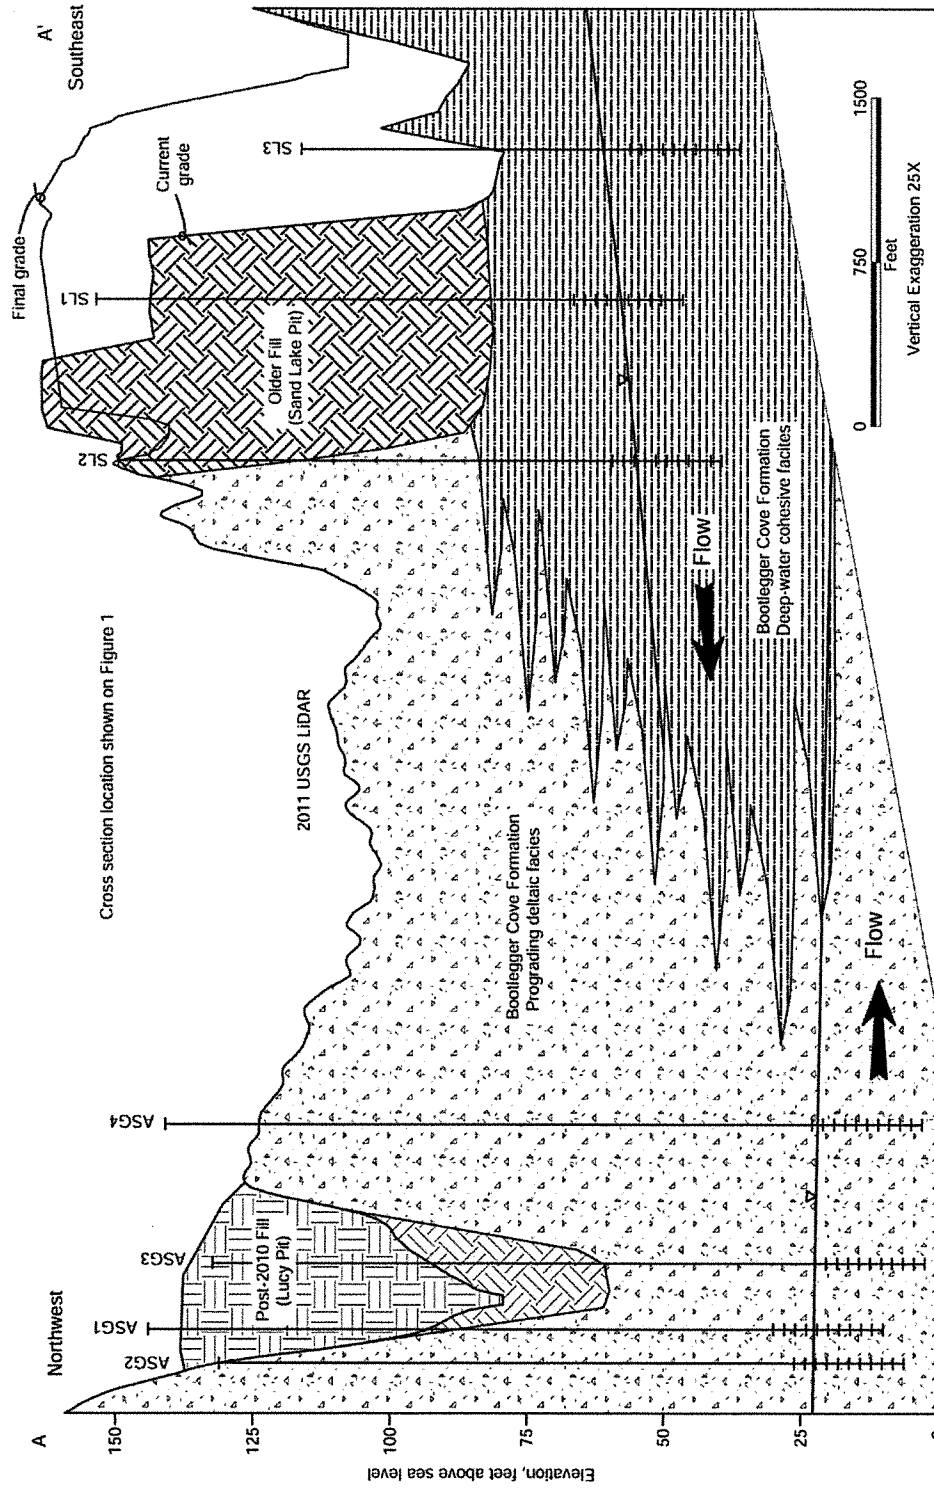 A
Northwest
A'
Southeast
Cross section location shown on Figure 1
2011 USGS LiDAR
Final grade
Current
grade
ASG2
ASG1
ASG3
ASG4
SL2
SL1
SL3
Post-2010 Fill
(Lucy Pit)
Older Fill
(Sand Lake Pit)
Bootlegger Cove Formation
Prograding deltaic facies
Bootlegger Cove Formation
Deep-water cohesive facies
Flow
Flow
Elevation, feet above sea level
150
125
100
75
50
25
0 750 1500
Feet
Vertical Exaggeration 25X